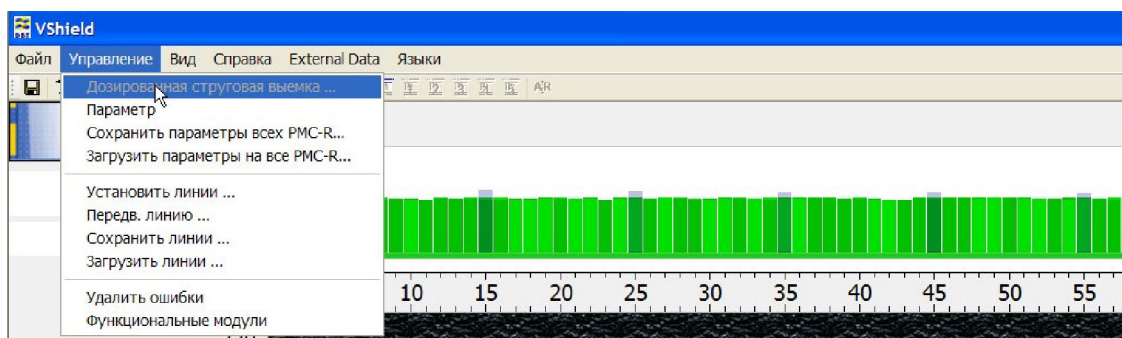 VShield
Файл Управление Вид Справка External Data Языки
Дозированная струговая выемка ...
Параметр
Сохранить параметры всех PMC-R...
Загрузить параметры на все PMC-R...
Установить линии ...
Передв. линию ...
Сохранить линии ...
Загрузить линии ...
Удалить ошибки
Функциональные модули
10 15 20 25 30 35 40 45 50 55